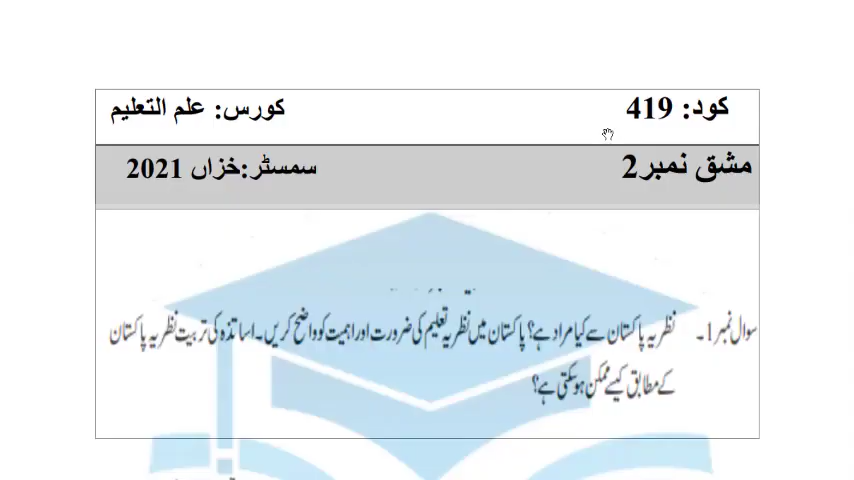 کود: 419
کورس: علم التعلیم
مشق نمبر2
سمسٹر:خزاں 2021
سوال نمبر1۔ نظریہ پاکستان سے کیا مراد ہے؟ پاکستان میں نظریہ تعلیم کی ضرورت اور اہمیت کو واضح کریں۔ اساتذہ کی تربیت نظریہ پاکستان
کے مطابق کیسے ممکن ہو سکتی ہے؟